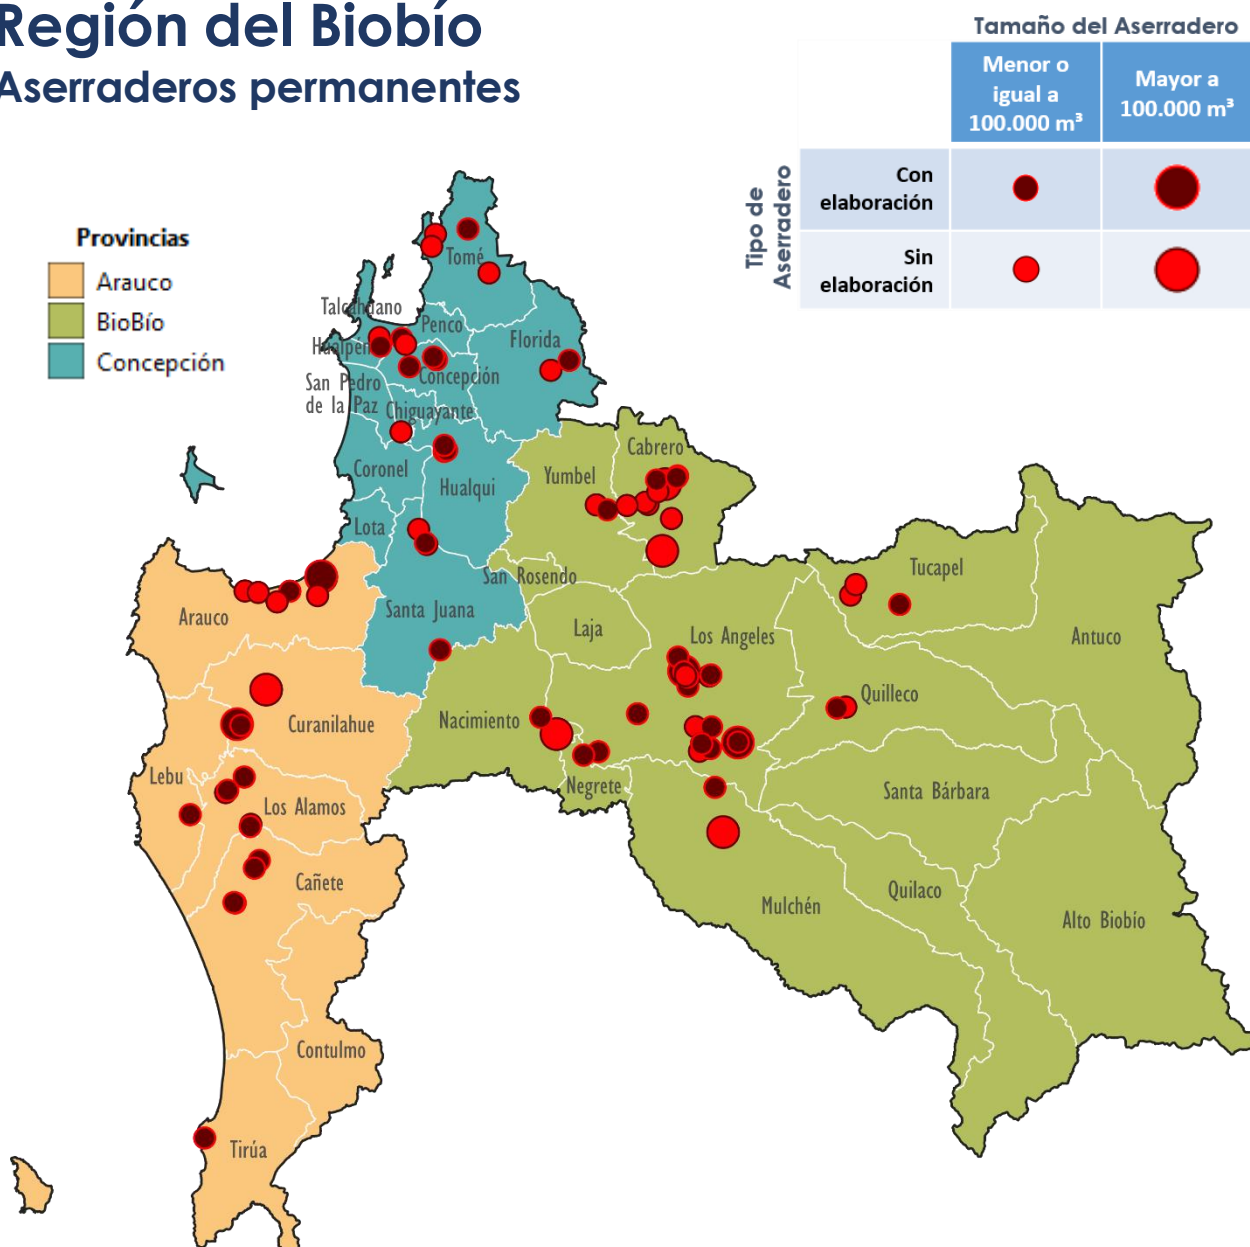 Región del Biobío
Aserraderos permanentes
Tamaño del Aserradero
Menor o
igual a
100.000 m³
Mayor a
100.000 m³
Tipo de
Aserradero
Con
elaboración
Sin
elaboración
Provincias
Arauco
BioBío
Concepción
Tomé
Talcahuano
Penco
Hualpén
Florida
San Pedro
de la Paz
Concepción
Chiguayante
Cabrero
Coronel
Yumbel
Hualqui
Lota
San Rosendo
Tucapel
Arauco
Santa Juana
Laja
Los Angeles
Antuco
Quilleco
Curanilahue
Nacimiento
Lebu
Negrete
Santa Bárbara
Los Alamos
Cañete
Quilaco
Mulchén
Alto Biobío
Contulmo
Tirúa